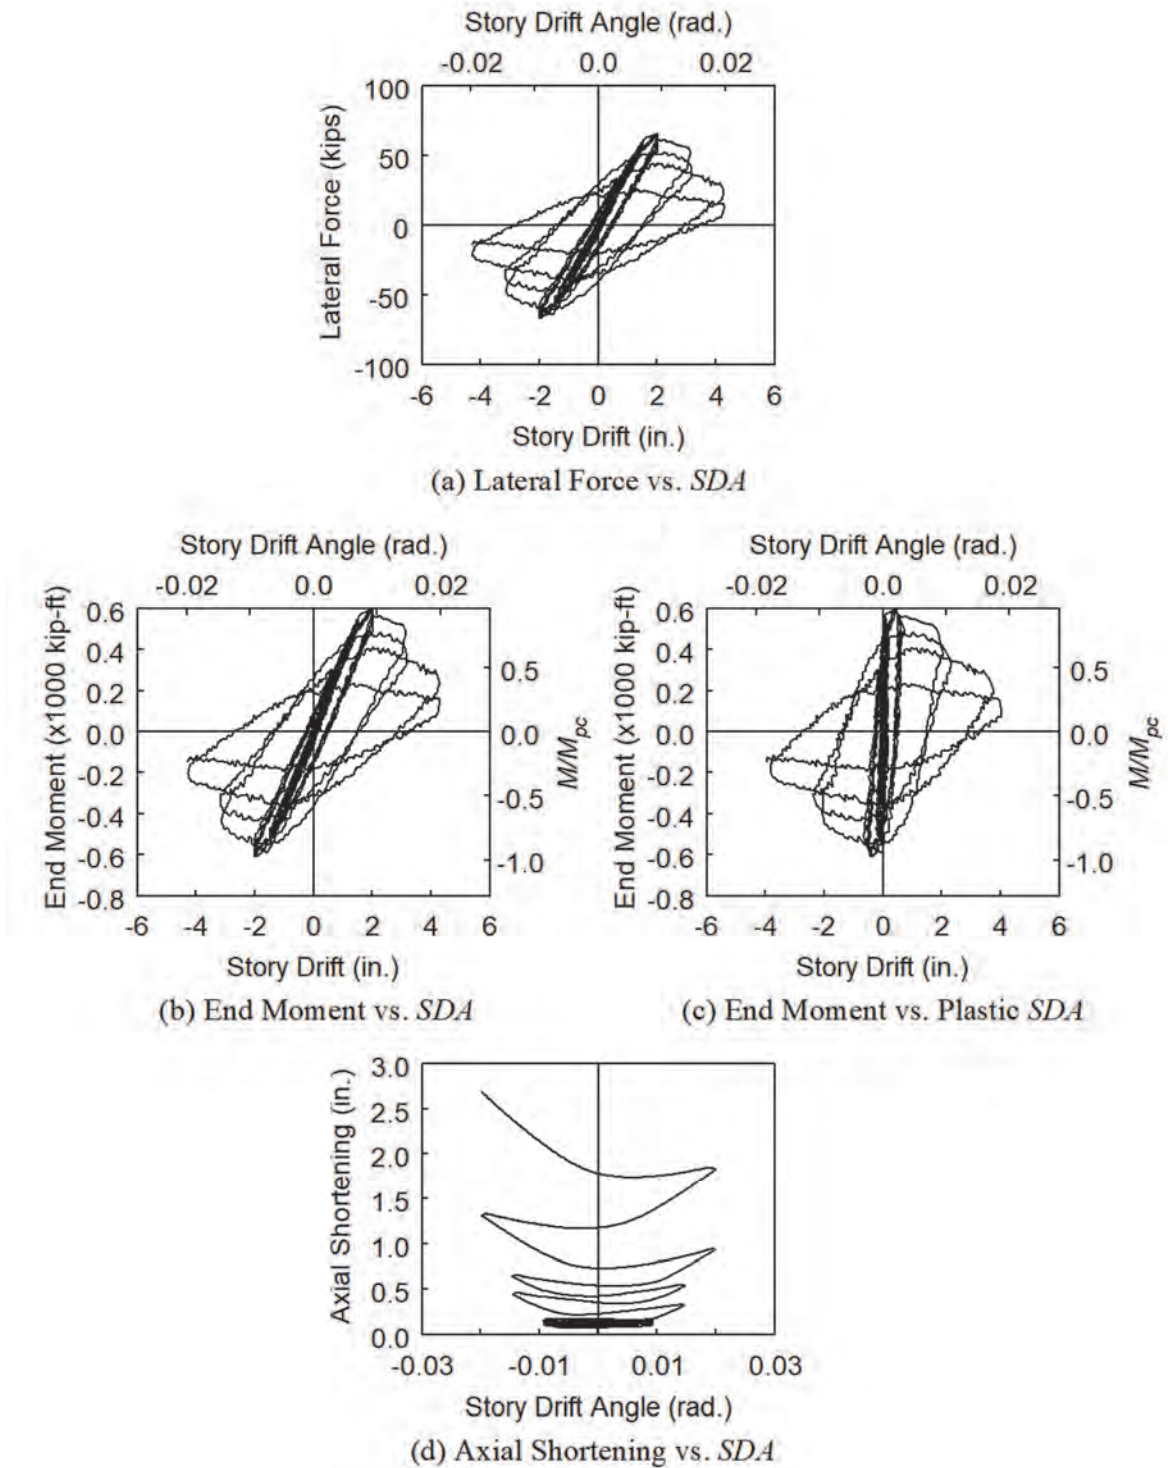 Story Drift Angle (rad.)
-0.02 0.0 0.02
Lateral Force (kips)
100
50
0
-50
-100
-6 -4 -2 0 2 4 6
Story Drift (in.)
(a) Lateral Force vs. SDA
Story Drift Angle (rad.)
-0.02 0.0 0.02
End Moment (x1000 kip-ft)
0.6
0.4
0.2
0.0
-0.2
-0.4
-0.6
-0.8
0.5
0.0
-0.5
-1.0
M/Mpc
-6 -4 -2 0 2 4 6
Story Drift (in.)
(b) End Moment vs. SDA
Story Drift Angle (rad.)
-0.02 0.0 0.02
End Moment (x1000 kip-ft)
0.6
0.4
0.2
0.0
-0.2
-0.4
-0.6
-0.8
0.5
0.0
-0.5
-1.0
M/Mpc
-6 -4 -2 0 2 4 6
Story Drift (in.)
(c) End Moment vs. Plastic SDA
Axial Shortening (in.)
3.0
2.5
2.0
1.5
1.0
0.5
0.0
-0.03 -0.01 0.01 0.03
Story Drift Angle (rad.)
(d) Axial Shortening vs. SDA